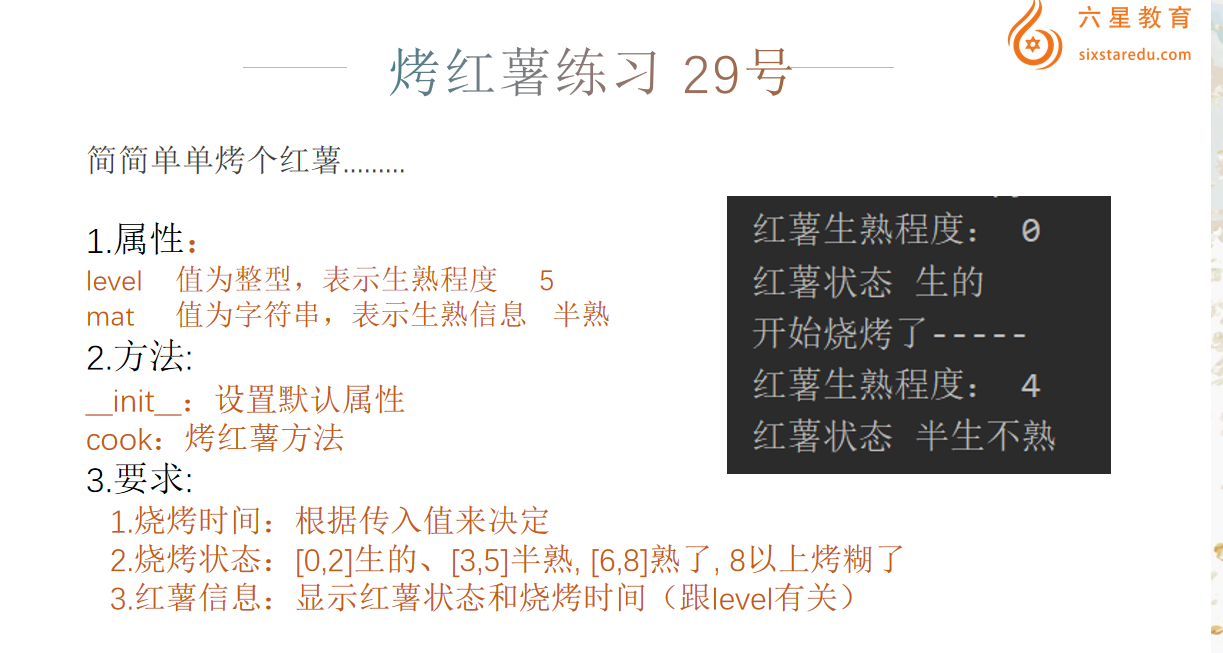 六星教育
sixstaredu.com
烤红薯练习 29号
简简单单烤个红薯.........
1.属性：
level 值为整型，表示生熟程度 5
mat 值为字符串，表示生熟信息 半熟
2.方法:
__init__：设置默认属性
cook：烤红薯方法
3.要求:
1.烧烤时间：根据传入值来决定
2.烧烤状态：[0,2]生的、[3,5]半熟, [6,8]熟了, 8以上烤糊了
3.红薯信息：显示红薯状态和烧烤时间（跟level有关）
红薯生熟程度： 0
红薯状态 生的
开始烧烤了-----
红薯生熟程度： 4
红薯状态 半生不熟